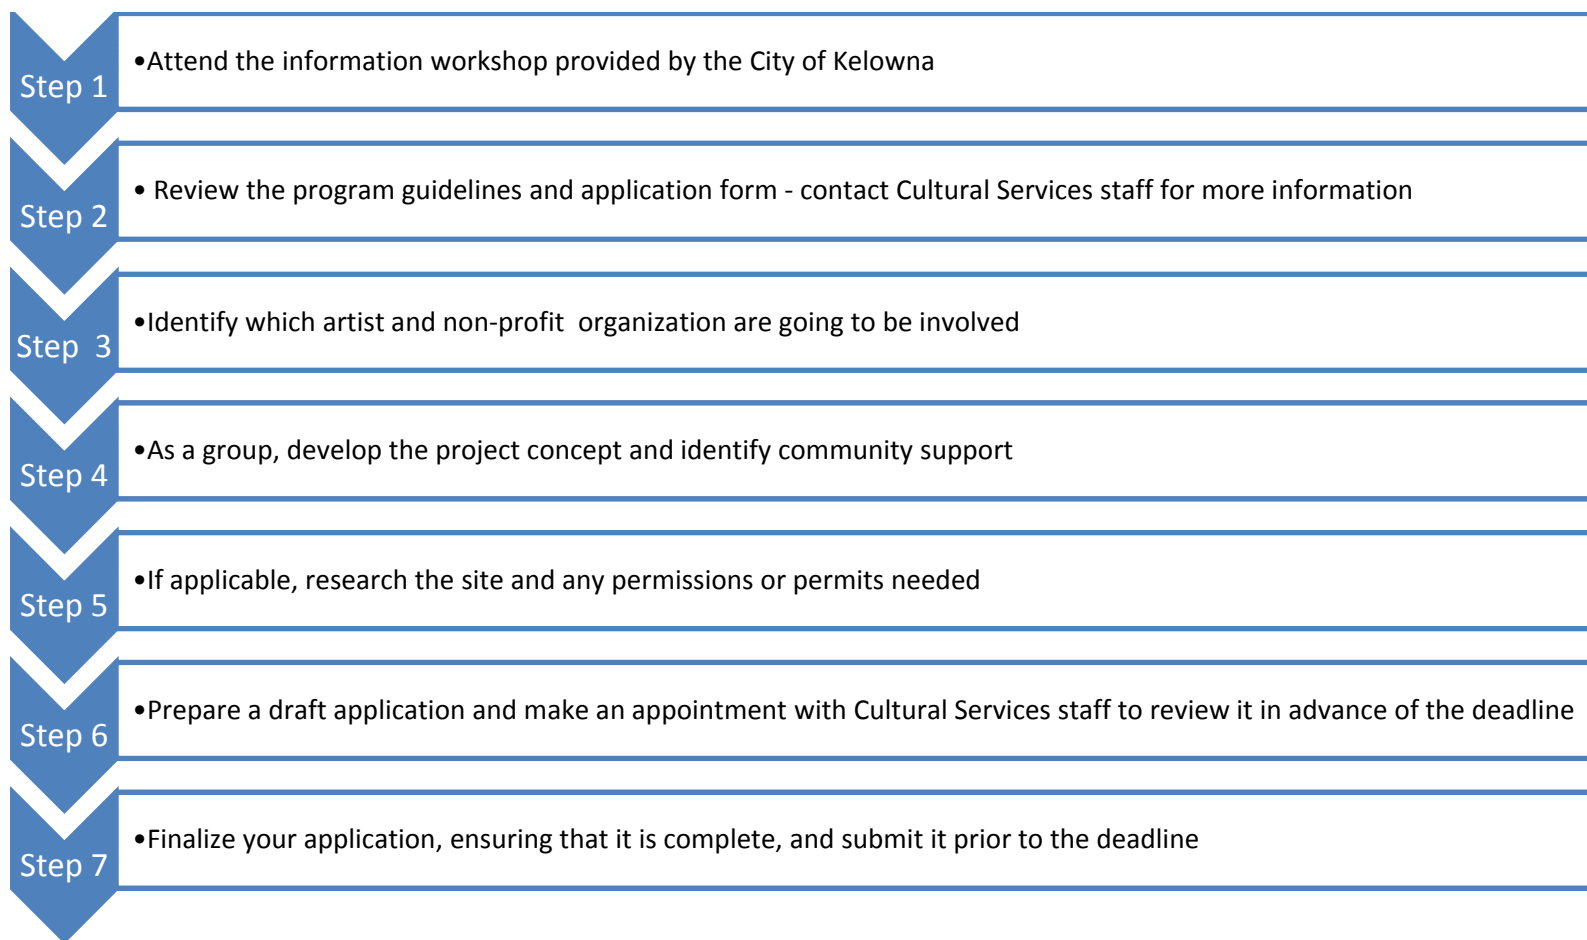 Step 1
•Attend the information workshop provided by the City of Kelowna
Step 2
• Review the program guidelines and application form - contact Cultural Services staff for more information
Step  3
•Identify which artist and non-profit  organization are going to be involved
Step 4
•As a group, develop the project concept and identify community support
Step 5
•If applicable, research the site and any permissions or permits needed
Step 6
•Prepare a draft application and make an appointment with Cultural Services staff to review it in advance of the deadline
Step 7
•Finalize your application, ensuring that it is complete, and submit it prior to the deadline